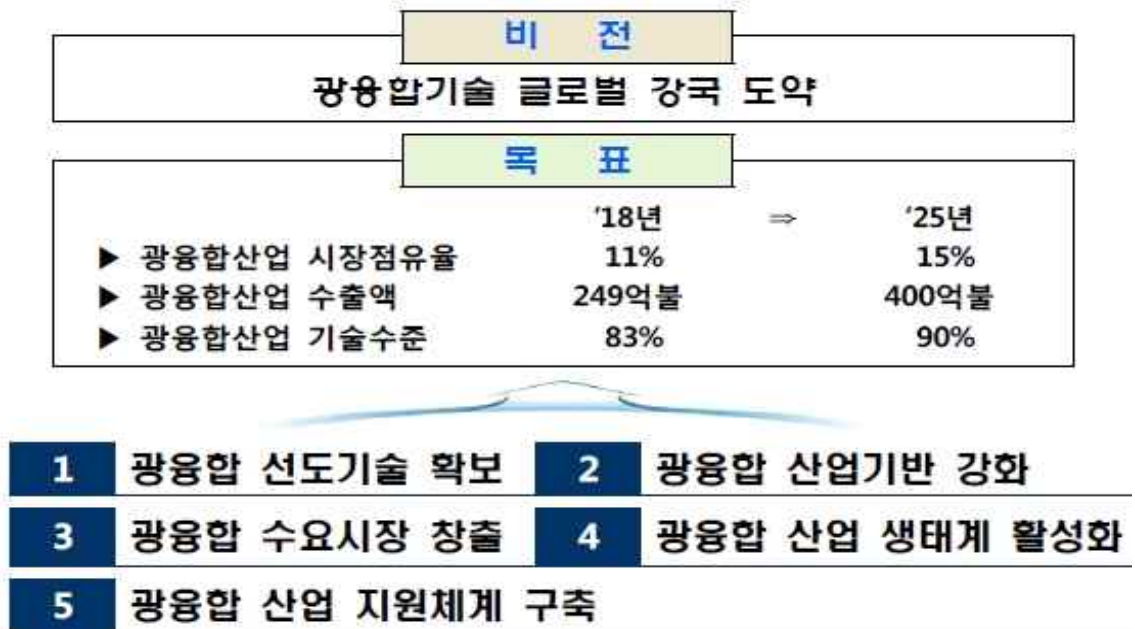 비 전
광융합기술 글로벌 강국 도약
목 표
'18년 ⇒ '25년
▶ 광융합산업 시장점유율 11% 15%
▶ 광융합산업 수출액 249억불 400억불
▶ 광융합산업 기술수준 83% 90%
1 광융합 선도기술 확보 2 광융합 산업기반 강화
3 광융합 수요시장 창출 4 광융합 산업 생태계 활성화
5 광융합 산업 지원체계 구축